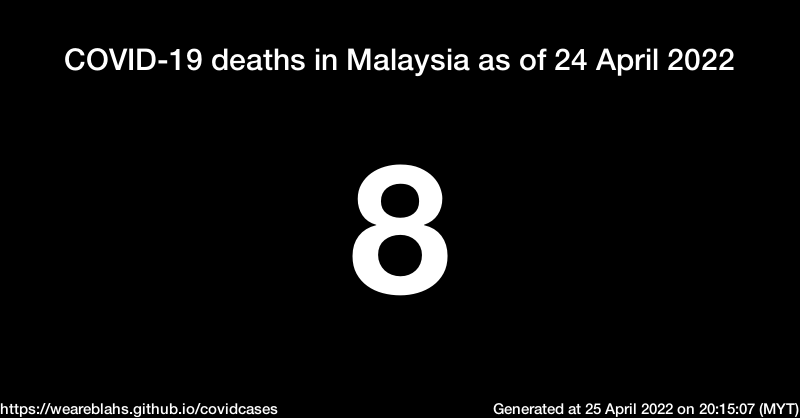 COVID-19 deaths in Malaysia as of 24 April 2022
8
https://weareblahs.github.io/covidcases
Generated at 25 April 2022 on 20:15:07 (MYT)